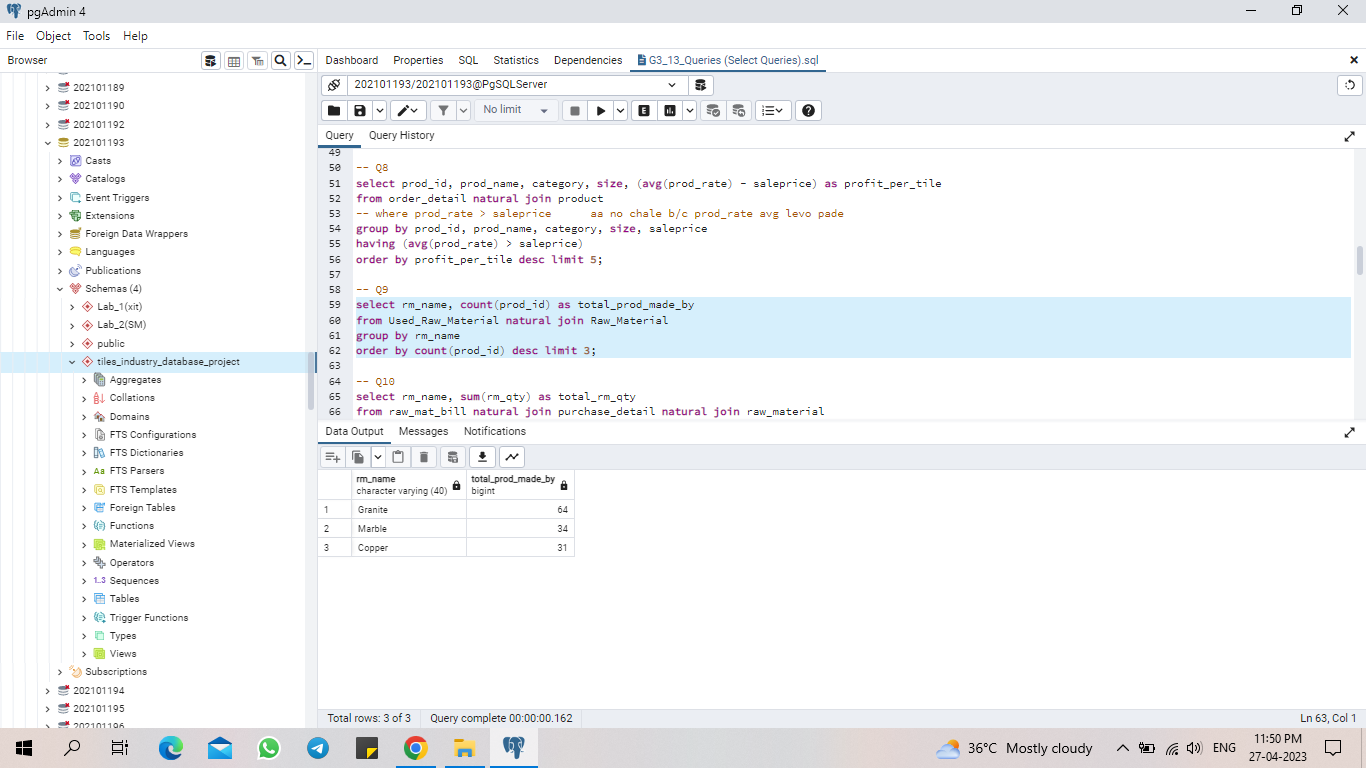 pgAdmin 4
File Object Tools Help
Browser
Dashboard Properties SQL Statistics Dependencies G3_13_Queries (Select Queries).sql
202101189
202101190
202101192
202101193
Casts
Catalogs
Event Triggers
Extensions
Foreign Data Wrappers
Languages
Publications
Schemas (4)
Lab_1(xit)
Lab_2(SM)
public
tiles_industry_database_project
Aggregates
Collations
Domains
FTS Configurations
FTS Dictionaries
Aa FTS Parsers
FTS Templates
Foreign Tables
Functions
Materialized Views
Operators
1..3 Sequences
Tables
Trigger Functions
Types
Views
Subscriptions
202101194
202101195
202101196
202101193/202101193@PgSQLServer
No limit
E
Query Query History
49
50 -- Q8
51 select prod_id, prod_name, category, size, (avg(prod_rate) - saleprice) as profit_per_tile
52 from order_detail natural join product
53 -- where prod_rate > saleprice aa no chale b/c prod_rate avg levo pade
54 group by prod_id, prod_name, category, size, saleprice
55 having (avg(prod_rate) > saleprice)
56 order by profit_per_tile desc limit 5;
57
58 -- Q9
59 select rm_name, count(prod_id) as total_prod_made_by
60 from Used_Raw_Material natural join Raw_Material
61 group by rm_name
62 order by count(prod_id) desc limit 3;
63
64 -- Q10
65 select rm_name, sum(rm_qty) as total_rm_qty
66 from raw_mat_bill natural join purchase_detail natural join raw_material
Data Output Messages Notifications
rm_name total_prod_made_by
character varying (40) bigint
1 Granite 64
2 Marble 34
3 Copper 31
Total rows: 3 of 3 Query complete 00:00:00.162 Ln 63, Col 1
36°C Mostly cloudy ENG 11:50 PM
27-04-2023